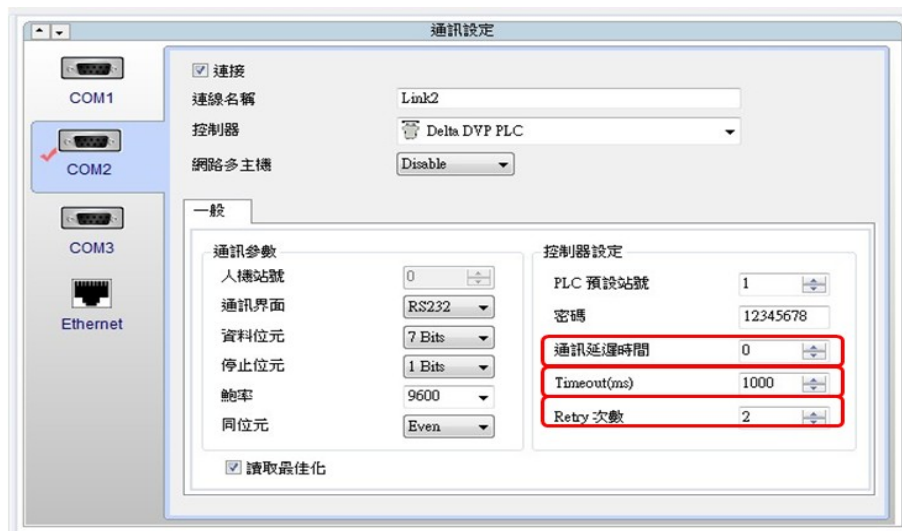 通訊設定
COM1
COM2
COM3
Ethernet
連接
連線名稱 Link2
控制器 Delta DVP PLC
網路多主機 Disable
一般
通訊參數
人機站號 0
通訊界面 RS232
資料位元 7 Bits
停止位元 1 Bits
鮑率 9600
同位元 Even
控制器設定
PLC 預設站號 1
密碼 12345678
通訊延遲時間 0
Timeout(ms) 1000
Retry 次數 2
讀取最佳化